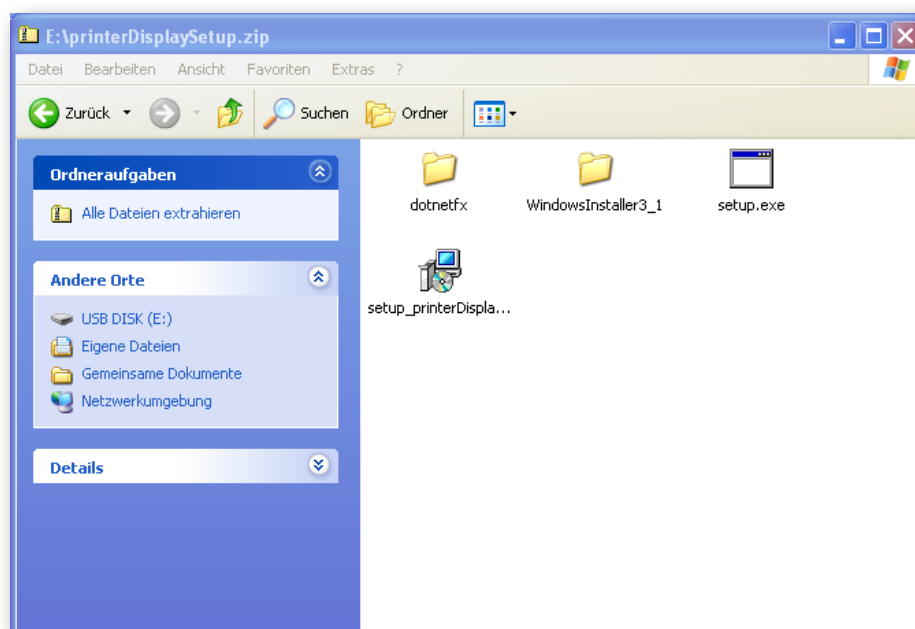 E:\printerDisplaySetup.zip
Datei Bearbeiten Ansicht Favoriten Extras ?
Zurück Suchen Ordner
Ordneraufgaben
Alle Dateien extrahieren
Andere Orte
USB DISK (E:)
Eigene Dateien
Gemeinsame Dokumente
Netzwerkumgebung
Details
dotnetfx WindowsInstaller3_1 setup.exe
setup_printerDispla...